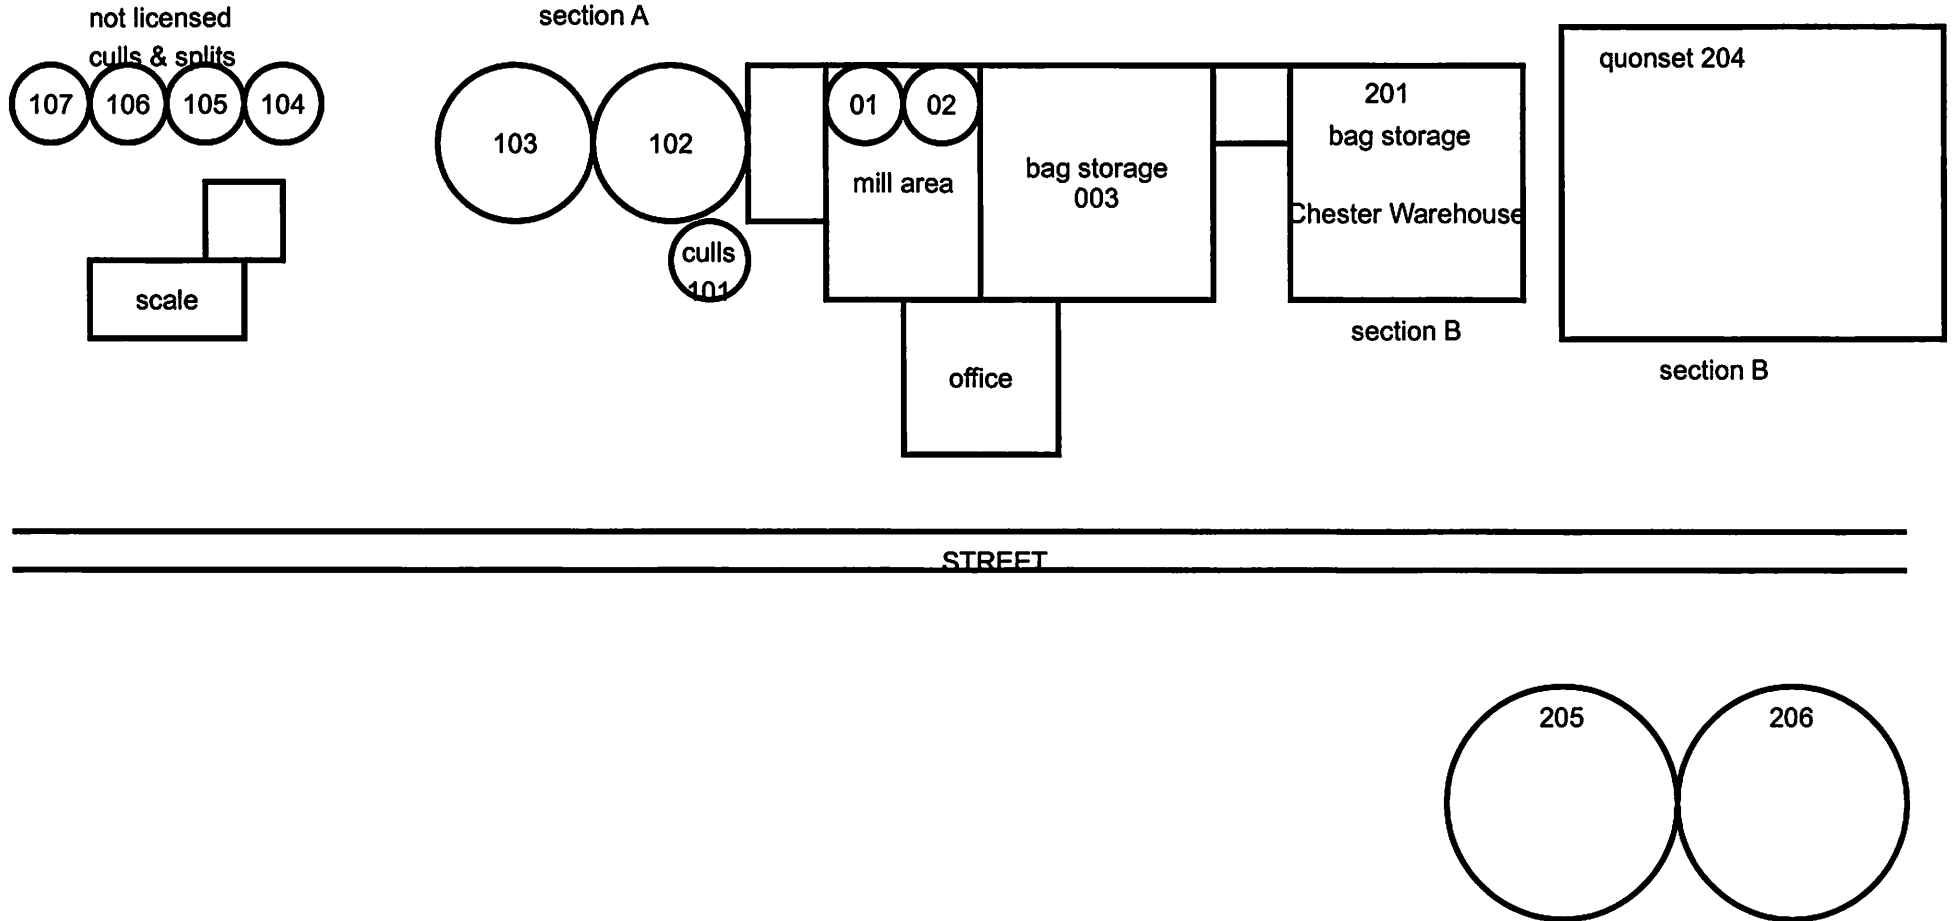 not licensed
culls & splits
107
106
105
104
scale
section A
103
102
culls
101
01
02
mill area
bag storage
003
office
201
bag storage
Chester Warehouse
section B
quonset 204
section B
STREET
205
206